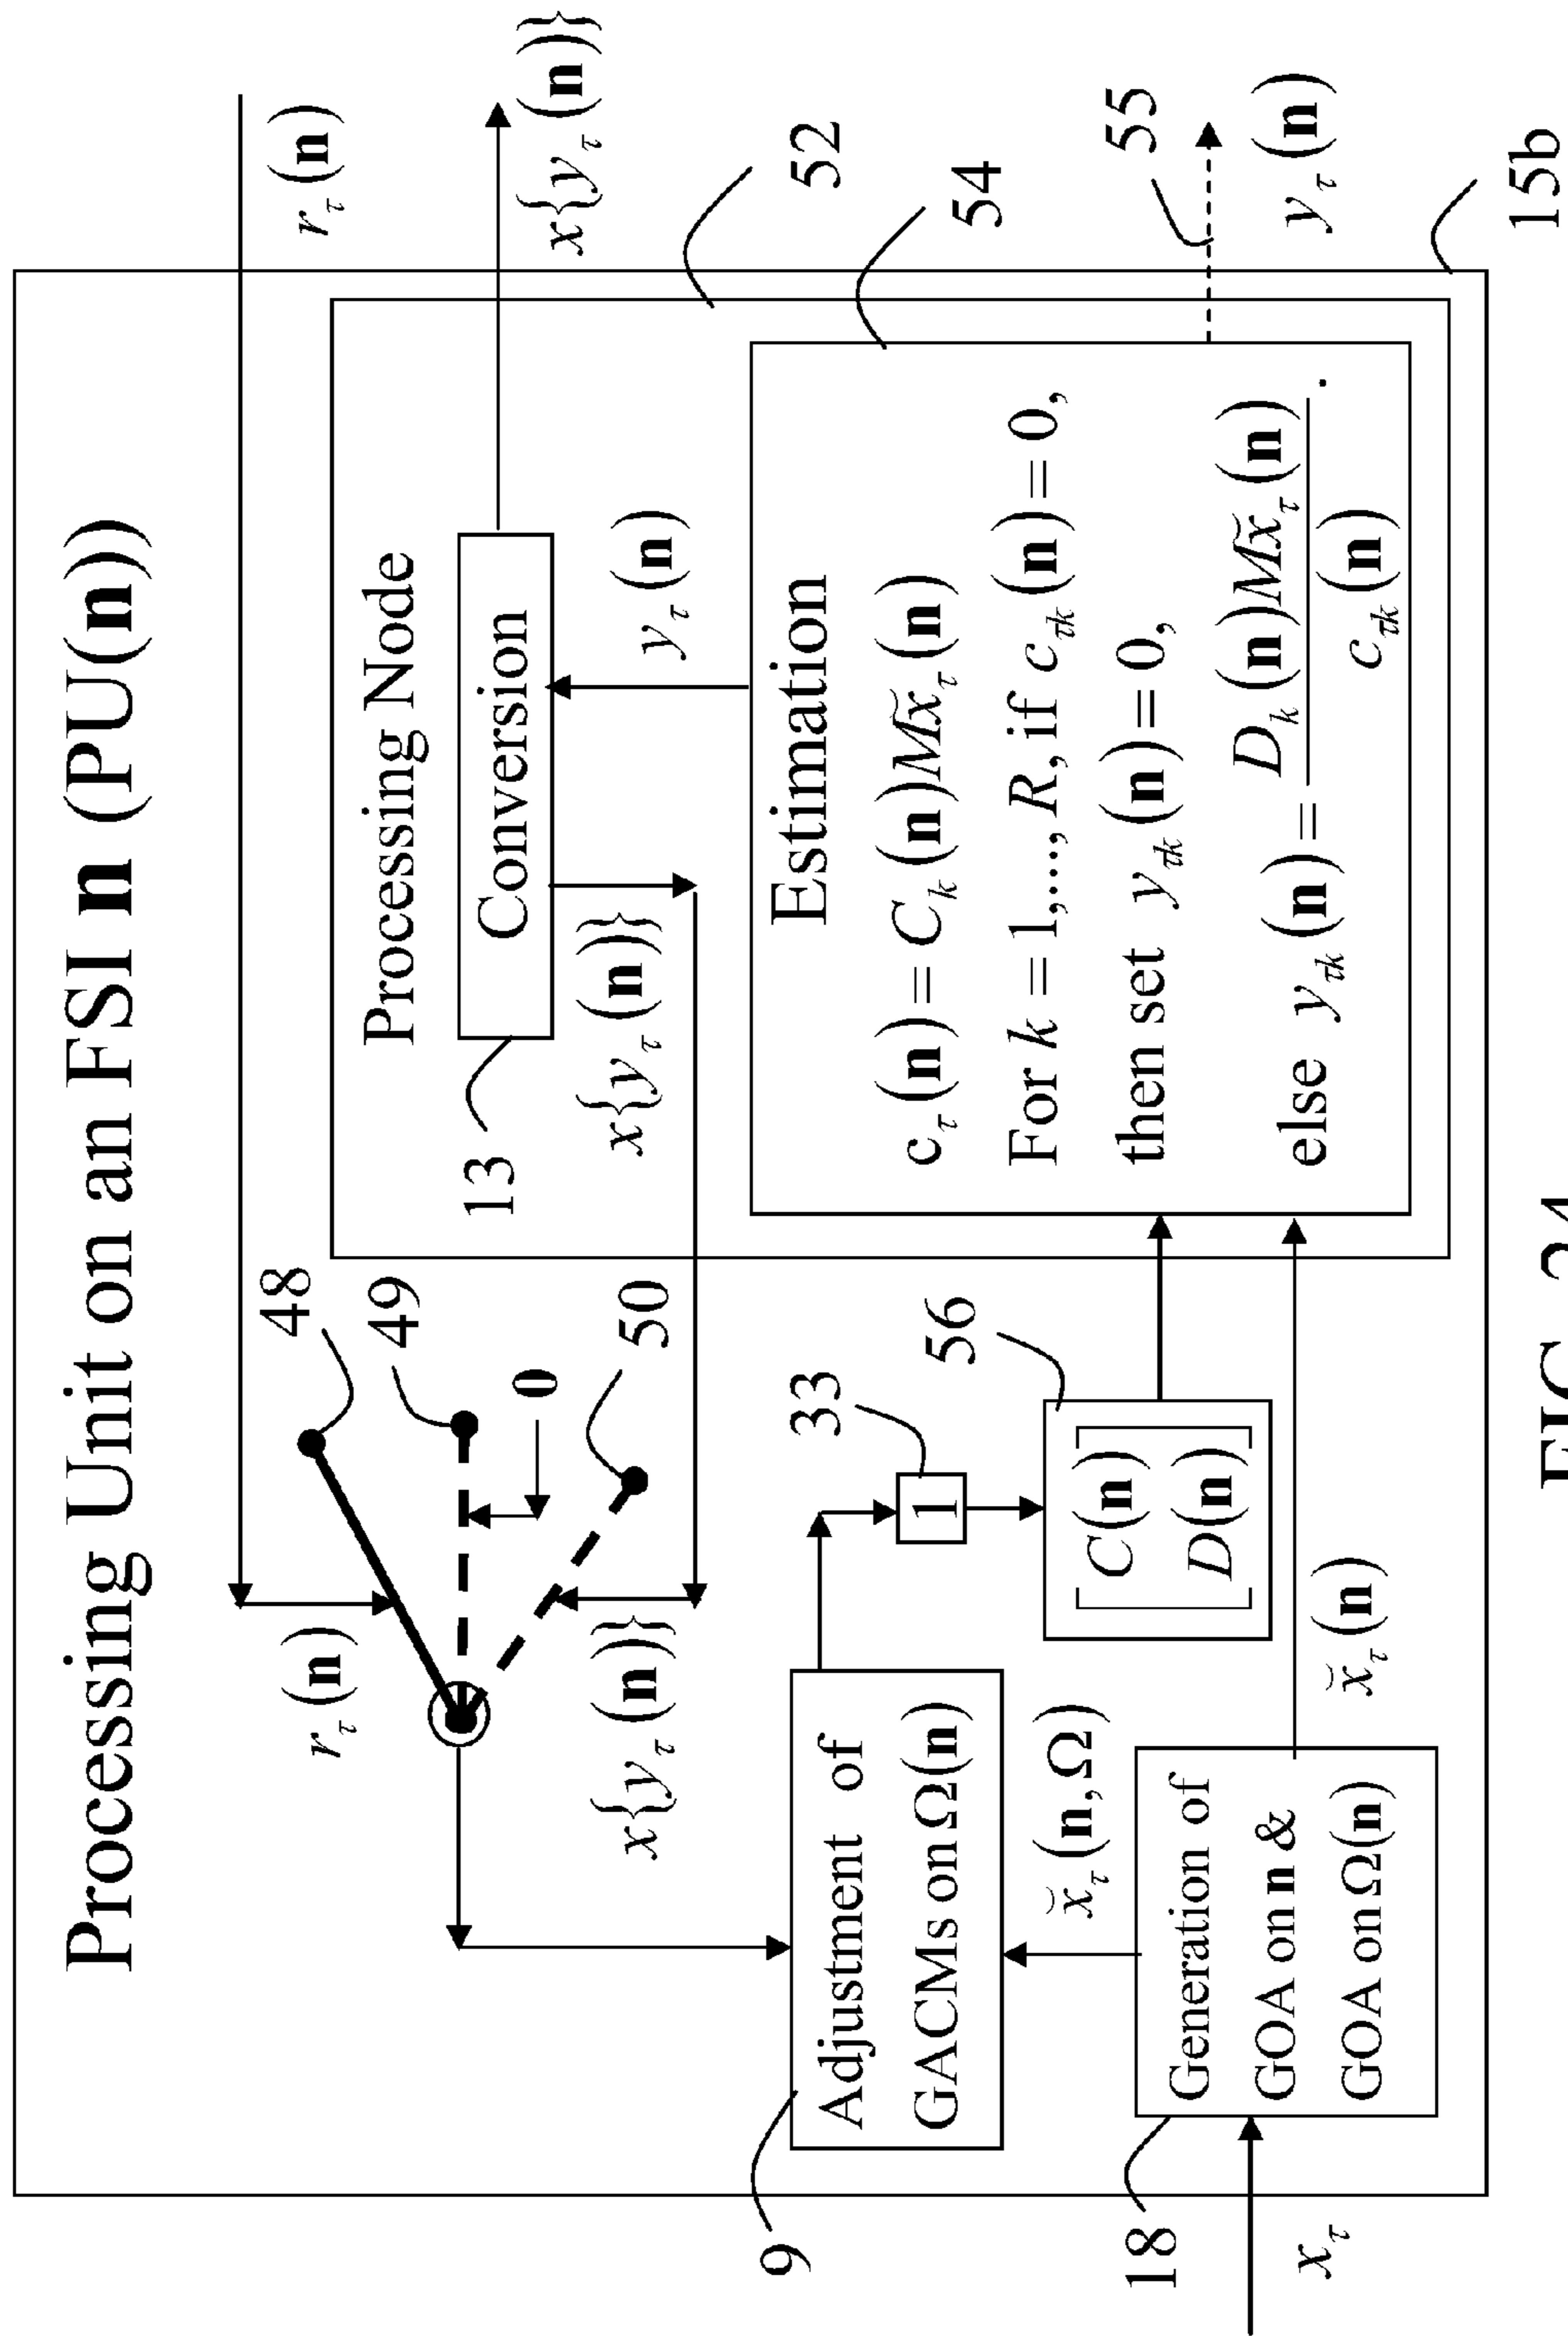 Processing Unit on an FSI n (PU(n))
r_τ(n)
48
49
0
50
r_τ(n)
x{y_τ(n)}
Processing Node
13
Conversion
x{y_τ(n)}
x{y_τ(n)}
y_τ(n)
52
54
Estimation
c_τ(n) = C_k(n)Mx̆_τ(n)
For k = 1,..., R, if c_τk(n) = 0,
then set y_τk(n) = 0,
else y_τk(n) = D_k(n)Mx̆_τ(n) / c_τk(n) .
55
y_τ(n)
9
Adjustment of
GACMs on Ω(n)
33
1
56
C(n)
D(n)
x̆_τ(n, Ω)
x̆_τ(n)
18
Generation of
GOA on n &
GOA on Ω(n)
x_τ
15b